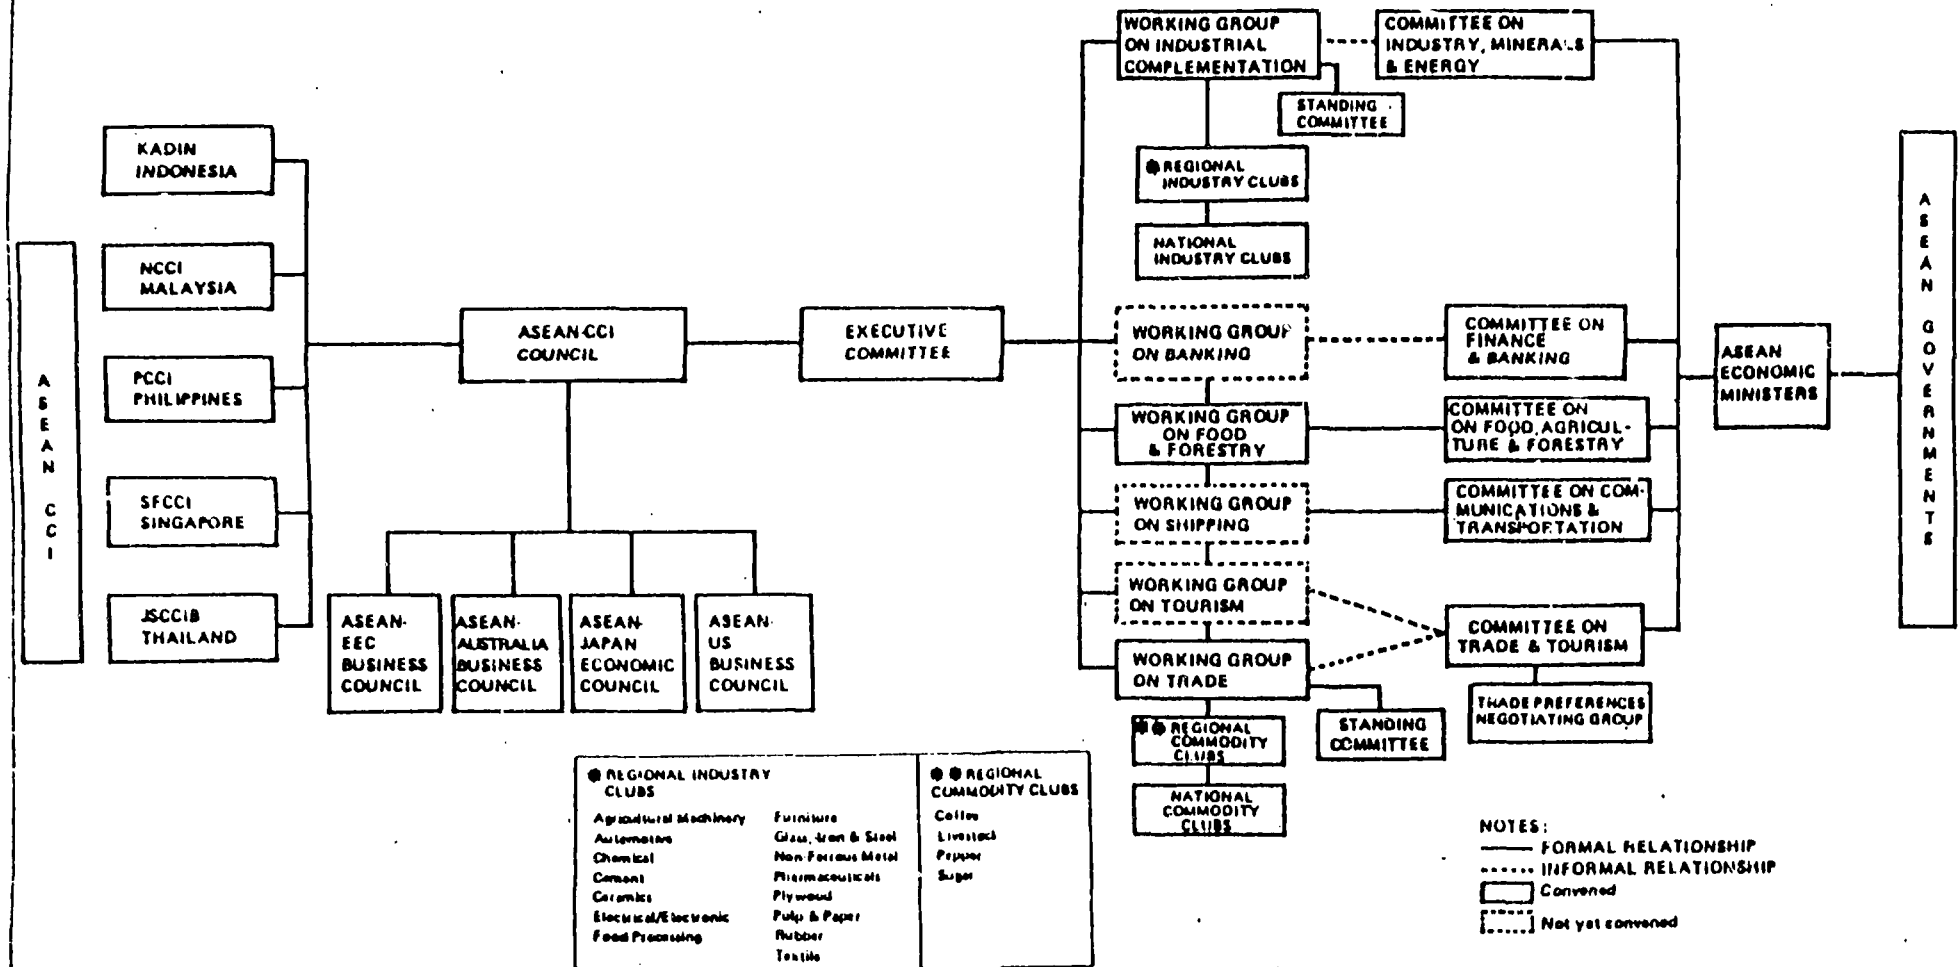 ASEAN CCI
KADIN
INDONESIA
NCCI
MALAYSIA
PCCI
PHILIPPINES
SFCCI
SINGAPORE
JSCCIB
THAILAND
ASEAN-CCI
COUNCIL
EXECUTIVE
COMMITTEE
ASEAN-
EEC
BUSINESS
COUNCIL
ASEAN-
AUSTRALIA
BUSINESS
COUNCIL
ASEAN-
JAPAN
ECONOMIC
COUNCIL
ASEAN-
US
BUSINESS
COUNCIL
WORKING GROUP
ON INDUSTRIAL
COMPLEMENTATION
COMMITTEE ON
INDUSTRY, MINERALS
& ENERGY
STANDING
COMMITTEE
REGIONAL
INDUSTRY CLUBS
NATIONAL
INDUSTRY CLUBS
WORKING GROUP
ON BANKING
COMMITTEE ON
FINANCE
& BANKING
WORKING GROUP
ON FOOD
& FORESTRY
COMMITTEE ON
ON FOOD, AGRICUL-
TURE & FORESTRY
WORKING GROUP
ON SHIPPING
COMMITTEE ON COM-
MUNICATIONS &
TRANSPORTATION
WORKING GROUP
ON TOURISM
WORKING GROUP
ON TRADE
COMMITTEE ON
TRADE & TOURISM
TRADE PREFERENCES
NEGOTIATING GROUP
REGIONAL
COMMODITY
CLUBS
STANDING
COMMITTEE
NATIONAL
COMMODITY
CLUBS
ASEAN
ECONOMIC
MINISTERS
ASEAN GOVERNMENTS
REGIONAL INDUSTRY
CLUBS
Agricultural Machinery
Automotive
Chemical
Cement
Ceramics
Electrical/Electronic
Food Processing
Furniture
Glass, Iron & Steel
Non-Ferrous Metal
Pharmaceuticals
Plywood
Pulp & Paper
Rubber
Textile
REGIONAL
COMMODITY CLUBS
Coffee
Livestock
Pepper
Sugar
NOTES:
FORMAL RELATIONSHIP
INFORMAL RELATIONSHIP
Convened
Not yet convened